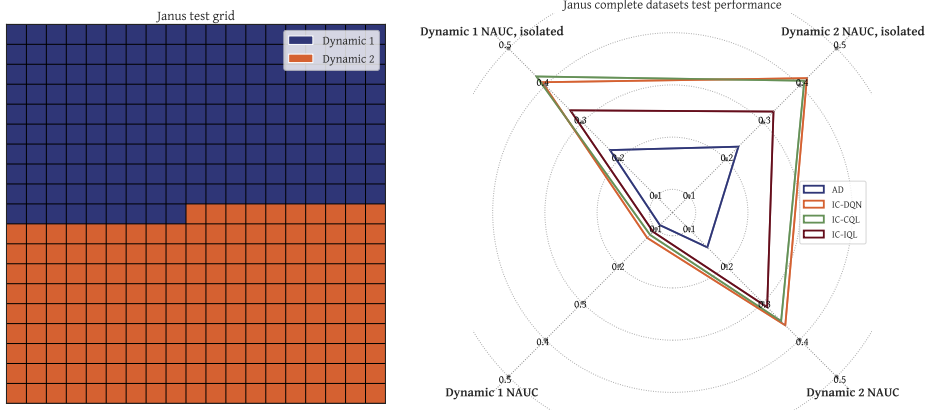 Janus test grid
Dynamic 1
Dynamic 2
Janus complete datasets test performance
Dynamic 1 NAUC, isolated
Dynamic 2 NAUC, isolated
0.5
0.5
0.4
0.4
0.3
0.3
0.2
0.2
0.1
0.1
AD
IC-DQN
IC-CQL
IC-IQL
0.1
0.1
0.2
0.2
0.3
0.3
0.4
0.4
0.5
0.5
Dynamic 1 NAUC
Dynamic 2 NAUC